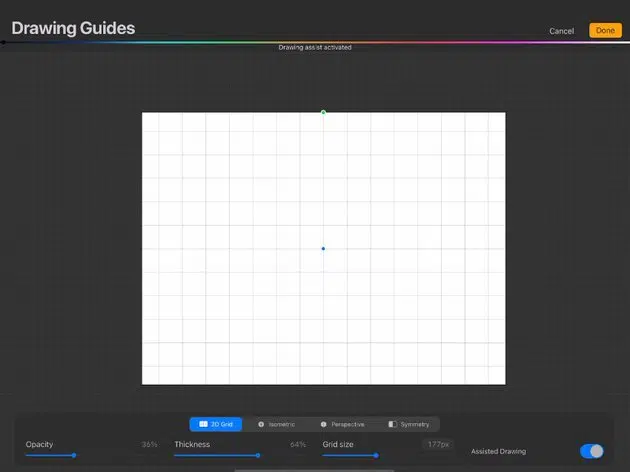 Drawing Guides
Cancel
Done
Drawing assist activated
2D Grid
Isometric
Perspective
Symmetry
Opacity
36%
Thickness
64%
Grid size
177px
Assisted Drawing